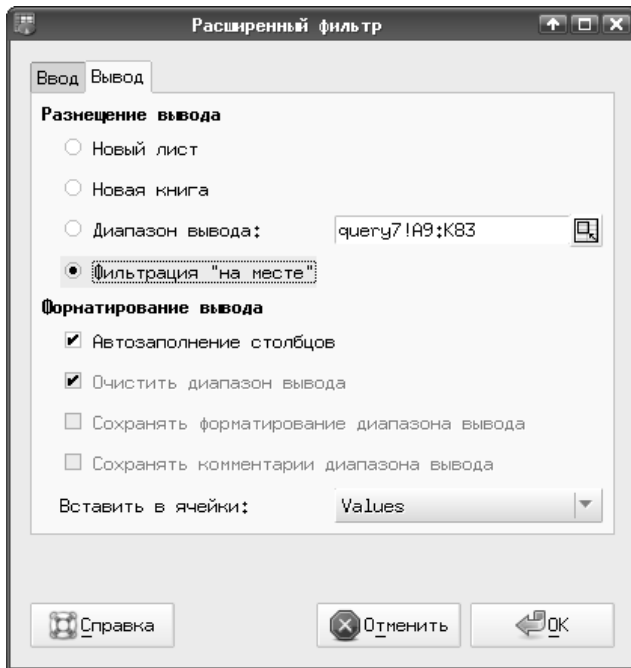 Расширенный фильтр
Ввод Вывод
Размещение вывода
Новый лист
Новая книга
Диапазон вывода: query7!A9:K83
Фильтрация "на месте"
Форматирование вывода
Автозаполнение столбцов
Очистить диапазон вывода
Сохранять форматирование диапазона вывода
Сохранять комментарии диапазона вывода
Вставить в ячейки: Values
Справка Отменить OK